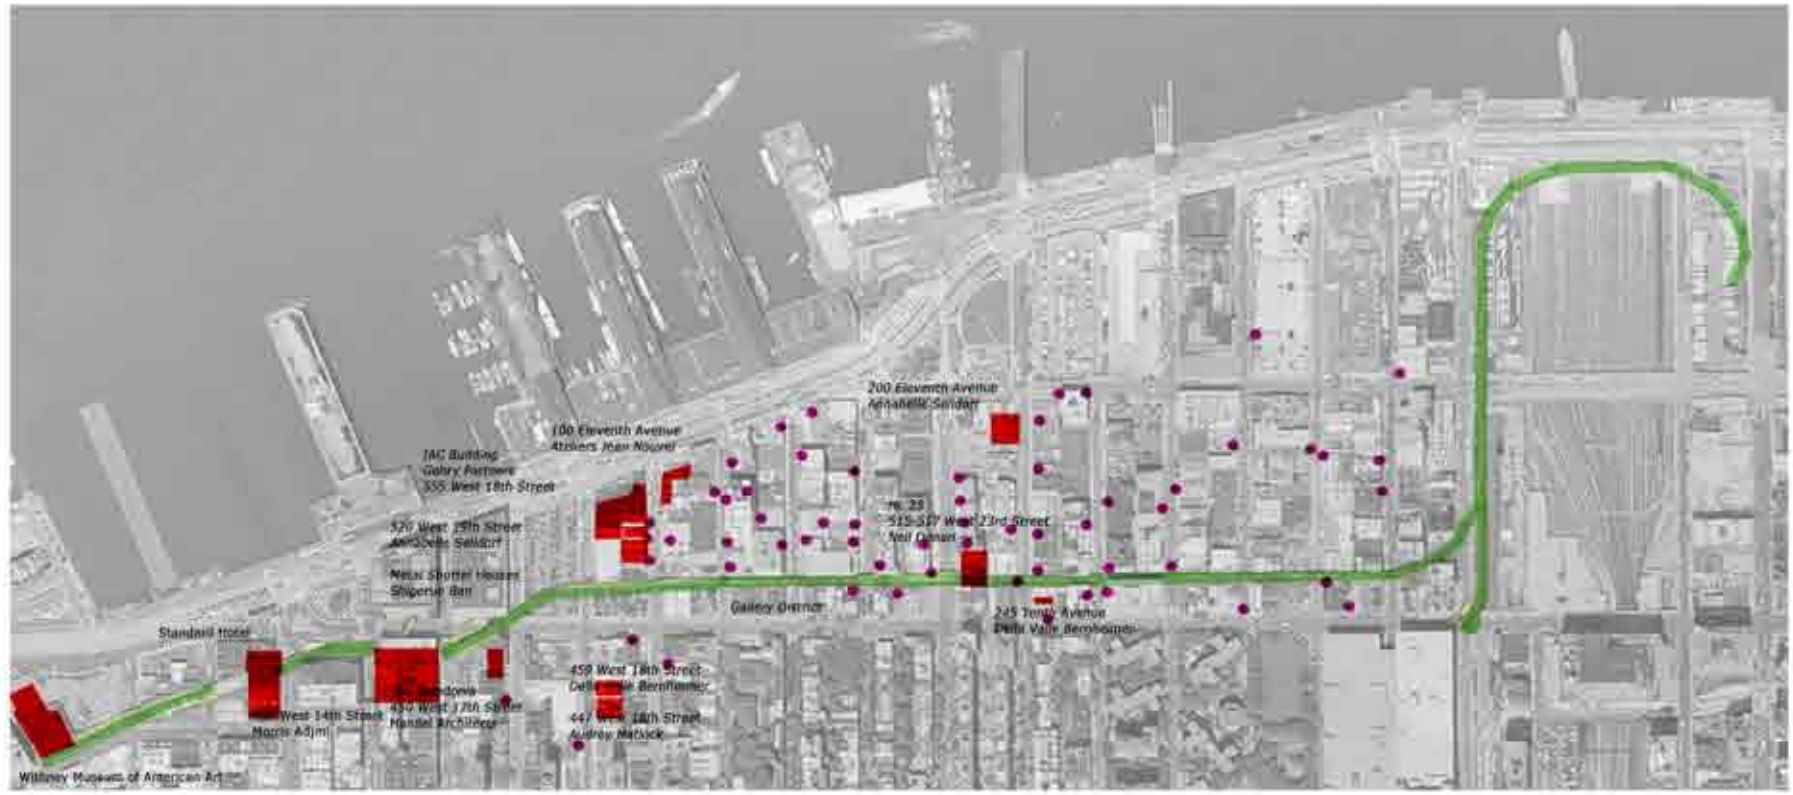 200 Eleventh Avenue
Annabelle Selldorf
100 Eleventh Avenue
Ateliers Jean Nouvel
IAC Building
Gehry Partners
555 West 18th Street
520 West 19th Street
Annabelle Selldorf
Metal Shutter Houses
Shigeru Ban
HL 23
515-517 West 23rd Street
Neil Denari
Gallery District
245 Tenth Avenue
Della Valle Bernheimer
Standard Hotel
459 West 18th Street
Della Valle Bernheimer
447 West 18th Street
Audrey Matlock
450 West 17th Street
Handel Architects
West 14th Street
Morris Adjmi
Withney Museum of American Art